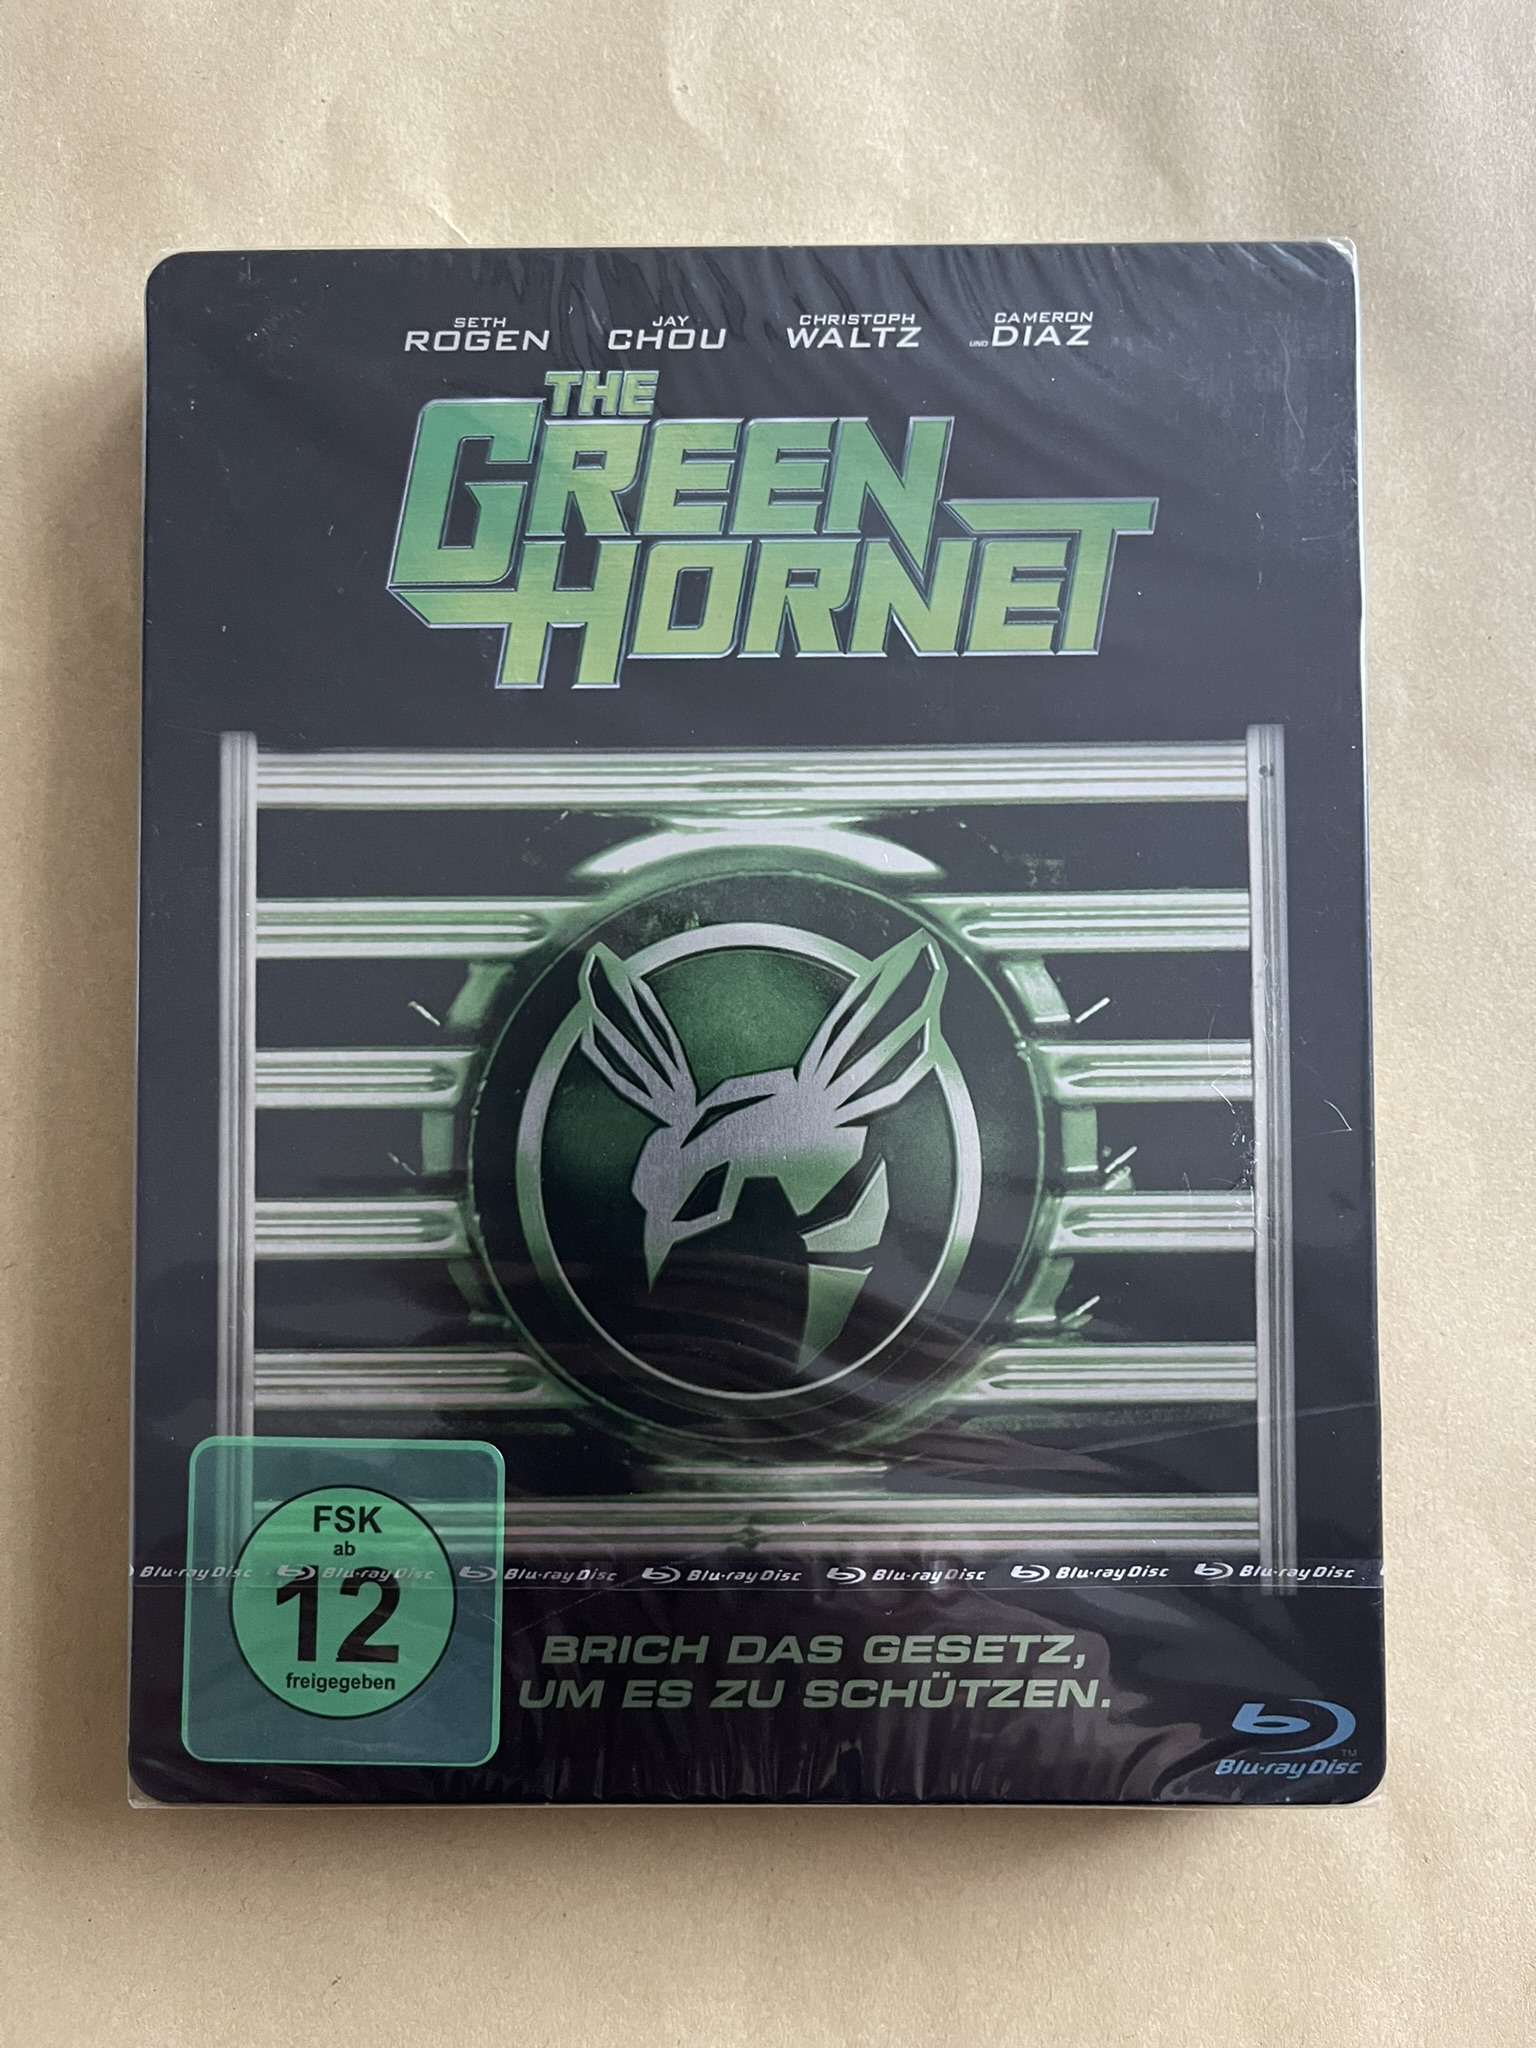 SETH ROGEN JAY CHOU CHRISTOPH WALTZ UND CAMERON DIAZ
THE
GREEN
HORNET
FSK
ab
12
freigegeben
Blu-ray Disc Blu-ray Disc Blu-ray Disc Blu-ray Disc Blu-ray Disc Blu-ray Disc Blu-ray Disc
BRICH DAS GESETZ,
UM ES ZU SCHÜTZEN.
Blu-ray Disc TM